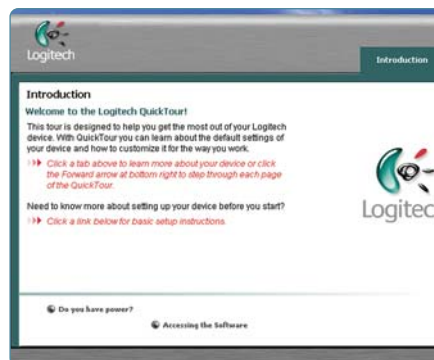 Logitech
Introduction
Introduction
Welcome to the Logitech QuickTour!
This tour is designed to help you get the most out of your Logitech
device. With QuickTour you can learn about the default settings of
your device and how to customize it for the way you work.
Click a tab above to learn more about your device or click
the Forward arrow at bottom right to step through each page
of the QuickTour.
Need to know more about setting up your device before you start?
Click a link below for basic setup instructions.
Logitec
Do you have power?
Accessing the Software